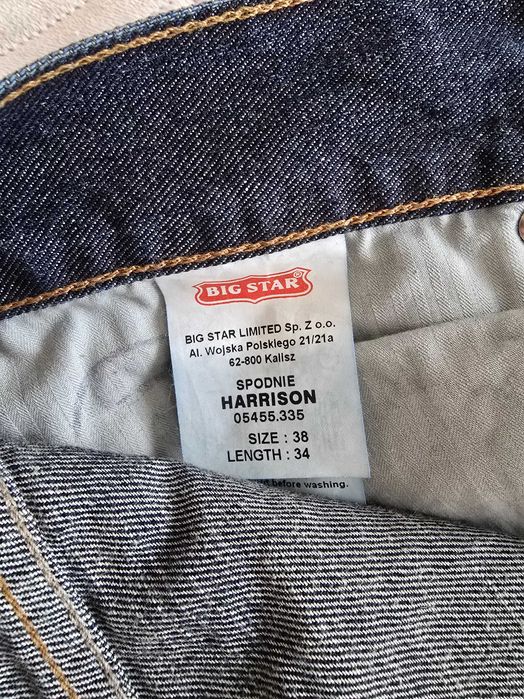 BIG STAR®
BIG STAR LIMITED Sp. Z o.o.
Al. Wojska Polskiego 21/21a
62-800 Kalisz
SPODNIE
HARRISON
05455.335
SIZE : 38
LENGTH : 34
before washing.